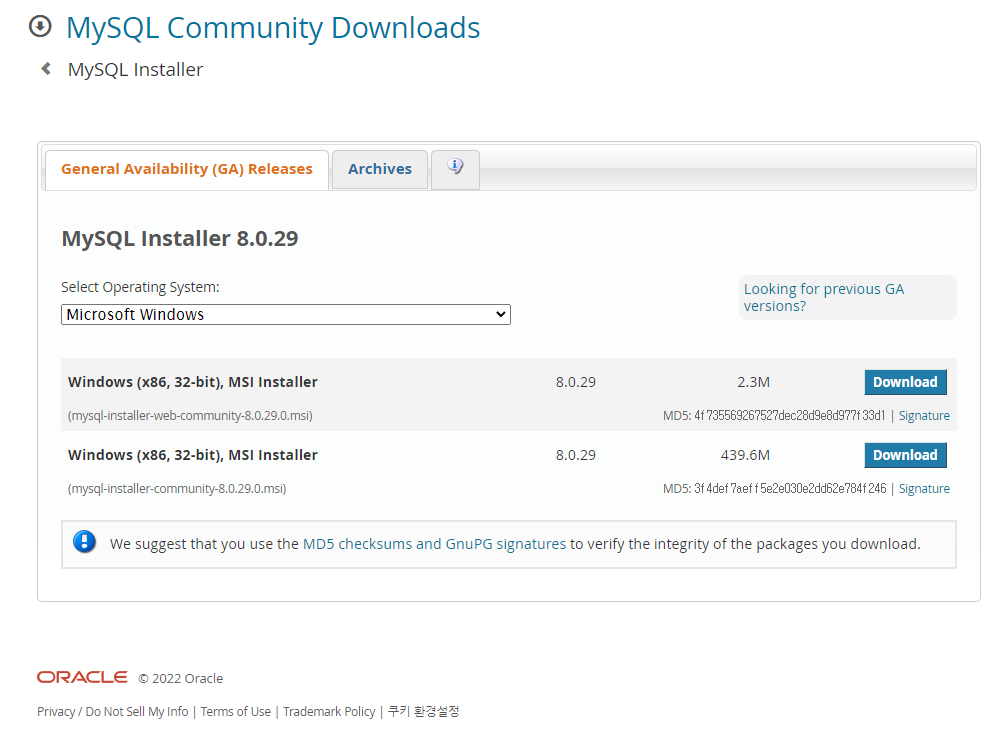 MySQL Community Downloads
MySQL Installer
General Availability (GA) Releases
Archives
MySQL Installer 8.0.29
Select Operating System:
Microsoft Windows
Looking for previous GA
versions?
Windows (x86, 32-bit), MSI Installer 8.0.29 2.3M Download
(mysql-installer-web-community-8.0.29.0.msi) MD5: 4f735569267527dec28d9e8d977f33d1 | Signature
Windows (x86, 32-bit), MSI Installer 8.0.29 439.6M Download
(mysql-installer-community-8.0.29.0.msi) MD5: 3f4def7aeff5e2e030e2dd62e784f246 | Signature
We suggest that you use the MD5 checksums and GnuPG signatures to verify the integrity of the packages you download.
ORACLE © 2022 Oracle
Privacy / Do Not Sell My Info | Terms of Use | Trademark Policy | 쿠키 환경설정